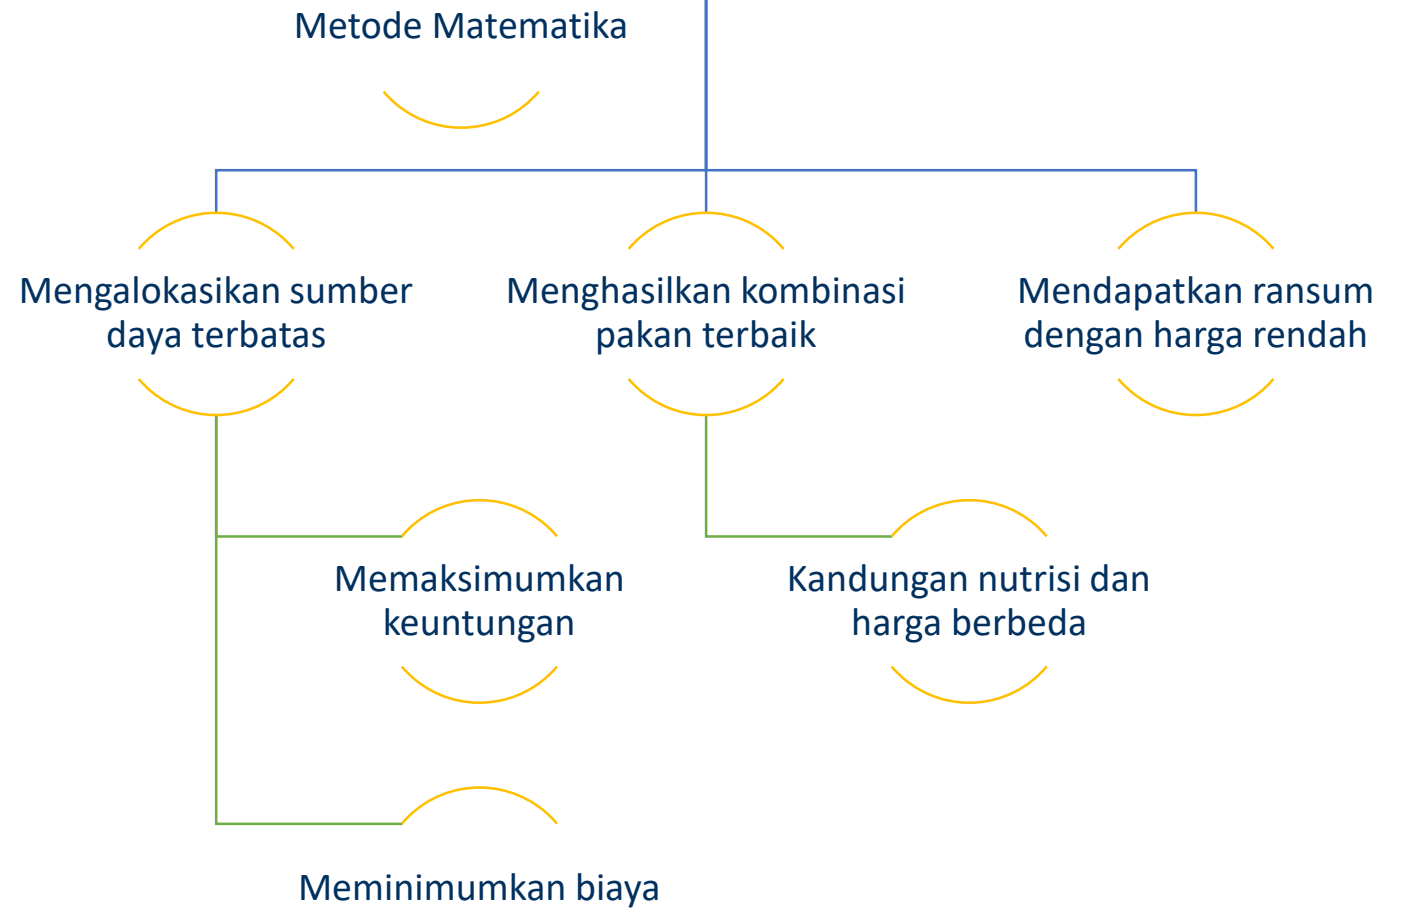 Metode Matematika
Mengalokasikan sumber
daya terbatas
Menghasilkan kombinasi
pakan terbaik
Mendapatkan ransum
dengan harga rendah
Memaksimumkan
keuntungan
Kandungan nutrisi dan
harga berbeda
Meminimumkan biaya